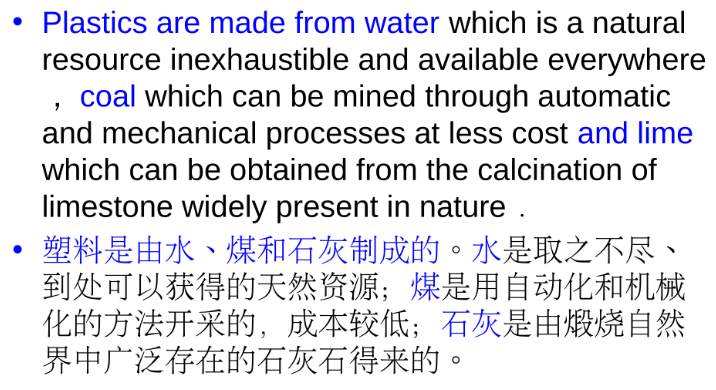 • Plastics are made from water which is a natural
resource inexhaustible and available everywhere
， coal which can be mined through automatic
and mechanical processes at less cost and lime
which can be obtained from the calcination of
limestone widely present in nature .
• 塑料是由水、煤和石灰制成的。水是取之不尽、
到处可以获得的天然资源；煤是用自动化和机械
化的方法开采的，成本较低；石灰是由煅烧自然
界中广泛存在的石灰石得来的。